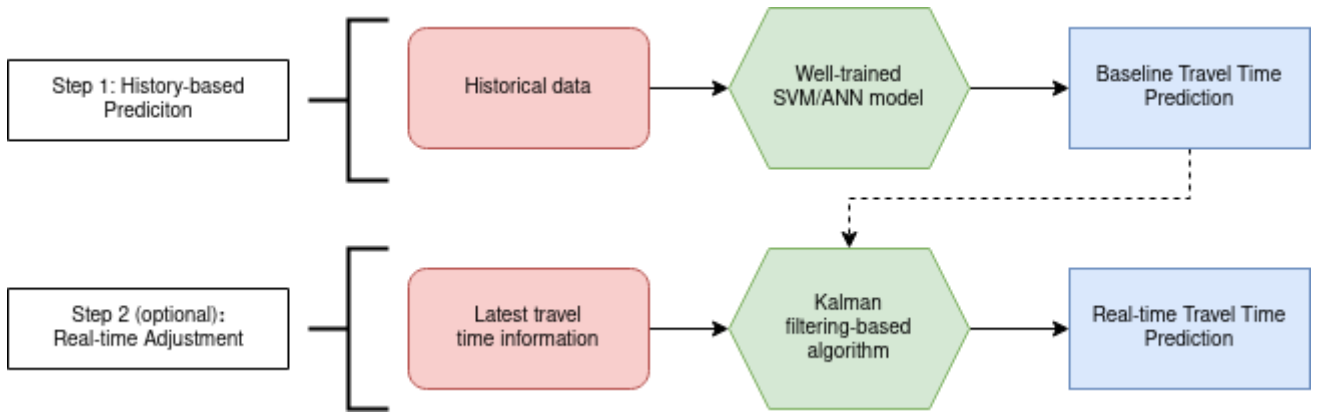 Step 1: History-based
Prediciton
Historical data
Well-trained
SVM/ANN model
Baseline Travel Time
Prediction
Step 2 (optional):
Real-time Adjustment
Latest travel
time information
Kalman
filtering-based
algorithm
Real-time Travel Time
Prediction